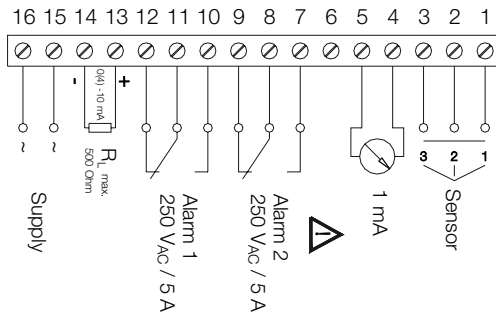 16 15 14 13 12 11 10 9 8 7 6 5 4 3 2 1
- +
0(4) -10 mA
3 2 1
~ ~
Supply
RL max.
500 Ohm
Alarm 1
250 VAC / 5 A
Alarm 2
250 VAC / 5 A
!
1 mA
Sensor